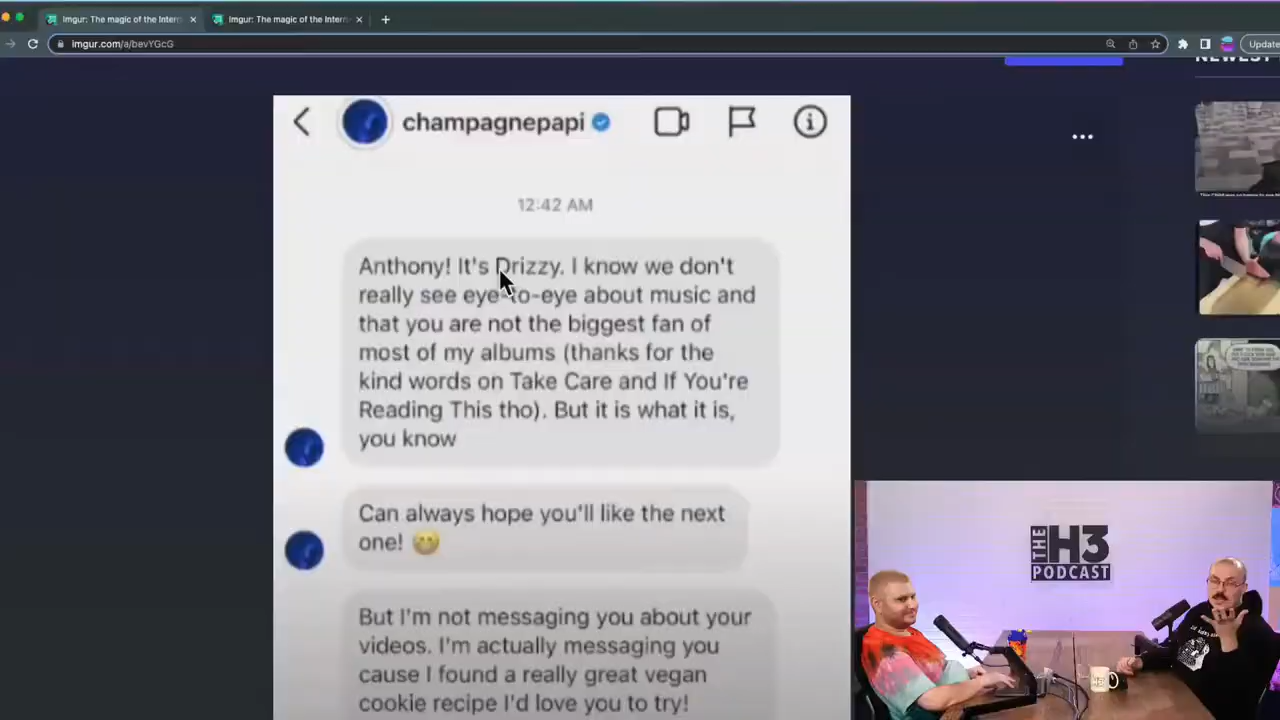 Imgur: The magic of the Intern
Imgur: The magic of the Intern
imgur.com/a/bevYGcG
Update
NEWEST
champagnepapi
12:42 AM
Anthony! It's Drizzy. I know we don't
really see eye-to-eye about music and
that you are not the biggest fan of
most of my albums (thanks for the
kind words on Take Care and If You're
Reading This tho). But it is what it is,
you know
Can always hope you'll like the next
one! 😁
But I'm not messaging you about your
videos. I'm actually messaging you
cause I found a really great vegan
cookie recipe I'd love you to try!
THE
H3
PODCAST